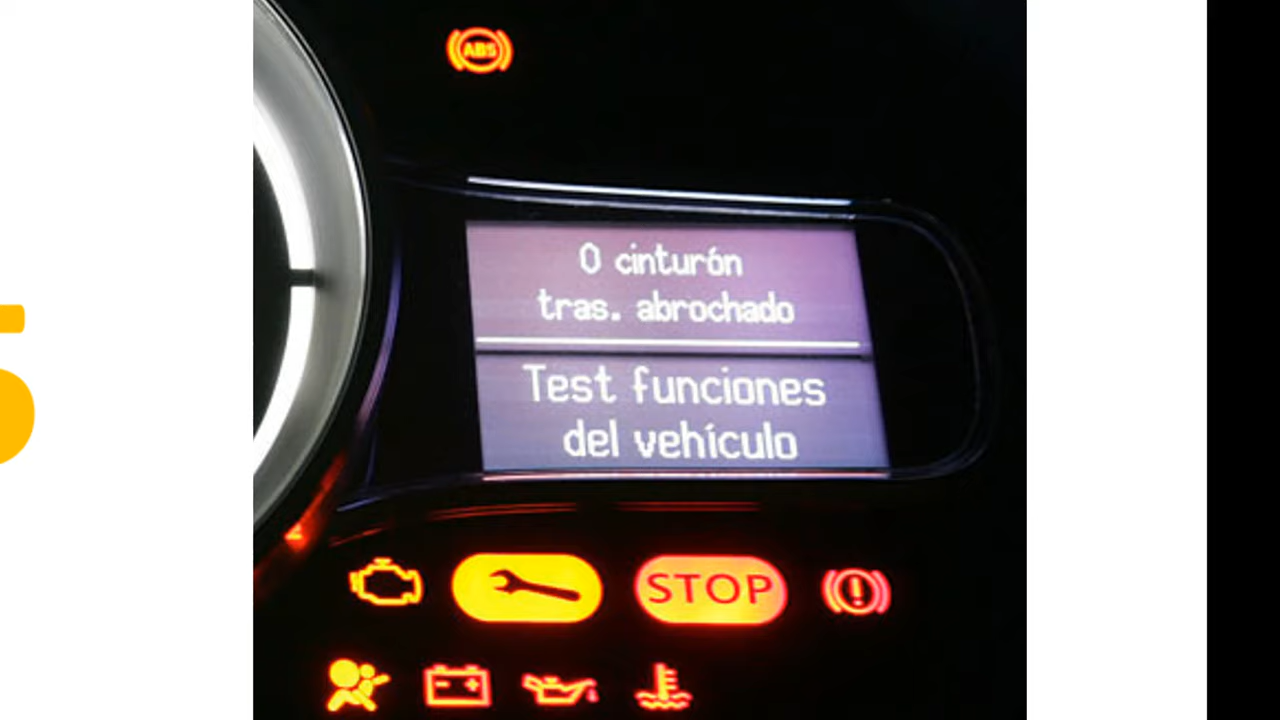 ABS
0 cinturón
tras. abrochado
Test funciones
del vehículo
STOP